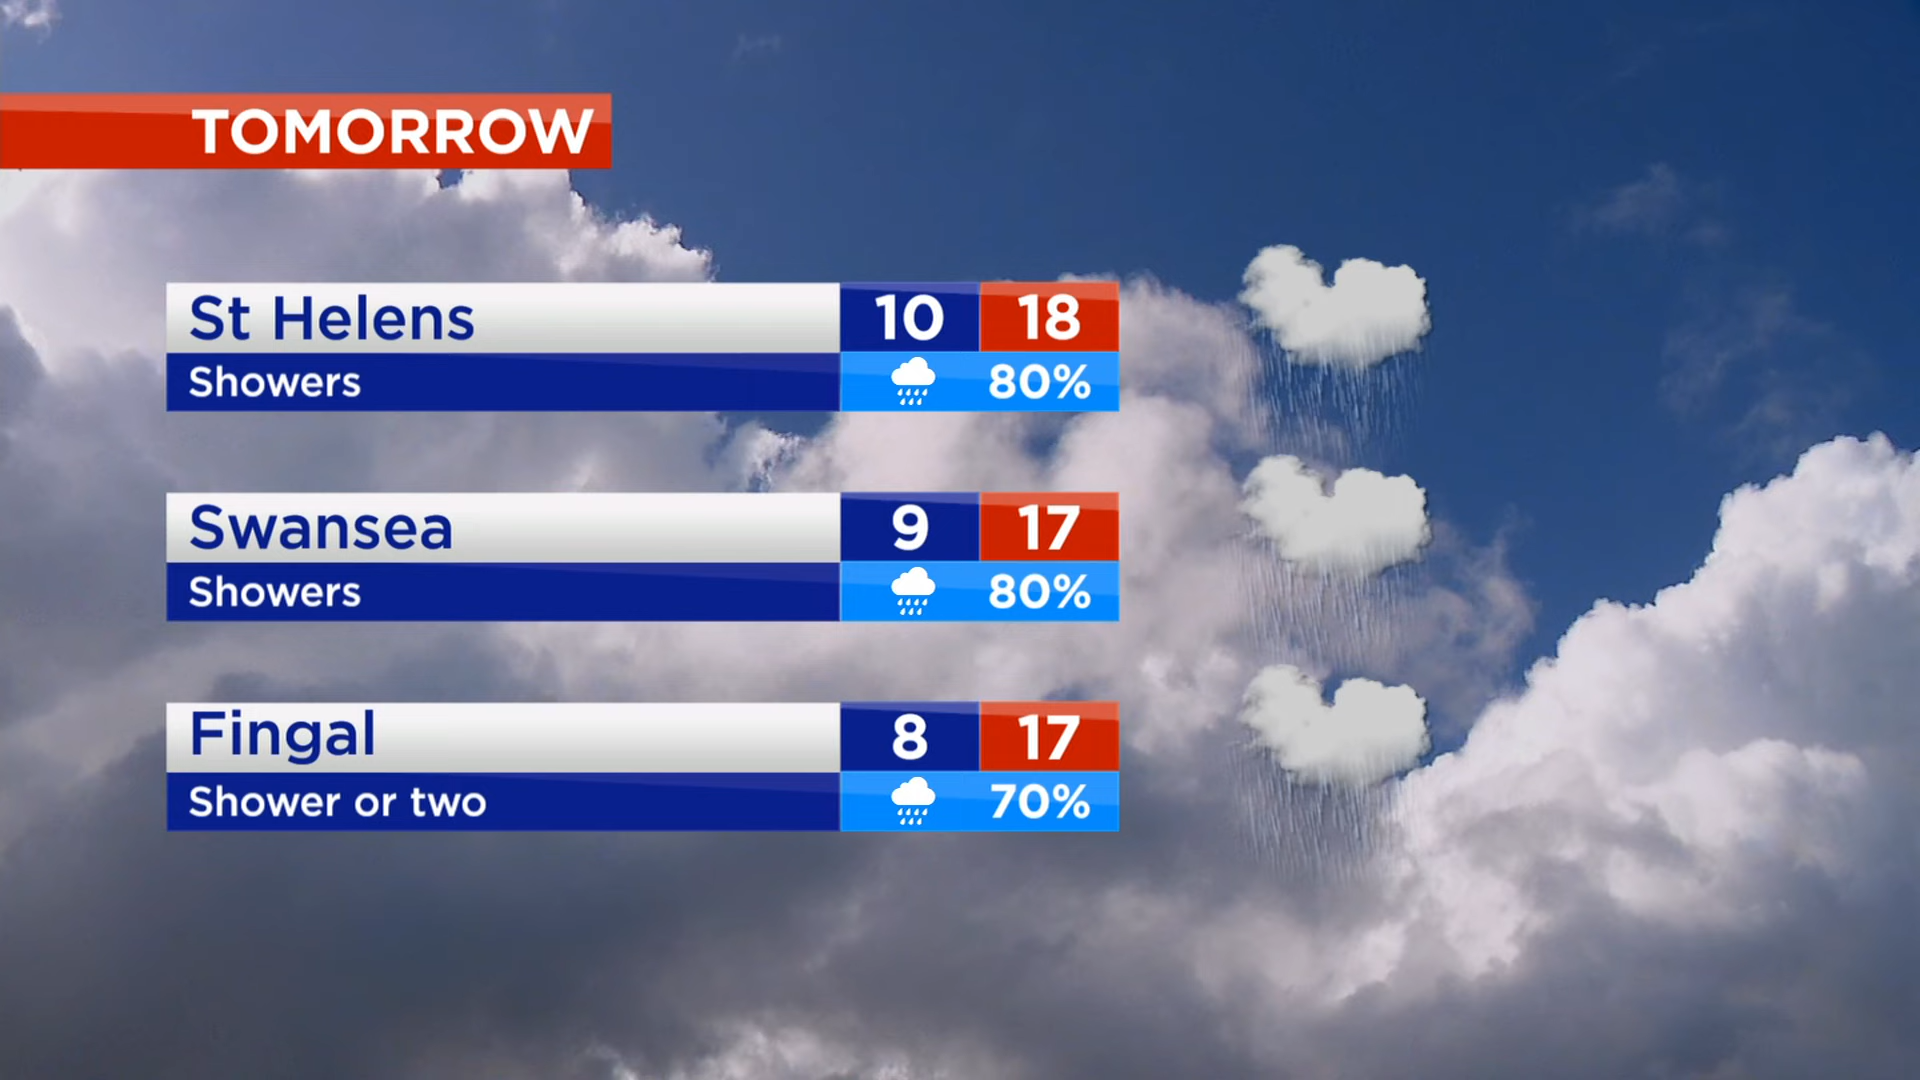 TOMORROW
St Helens 10 18
Showers 80%
Swansea 9 17
Showers 80%
Fingal 8 17
Shower or two 70%